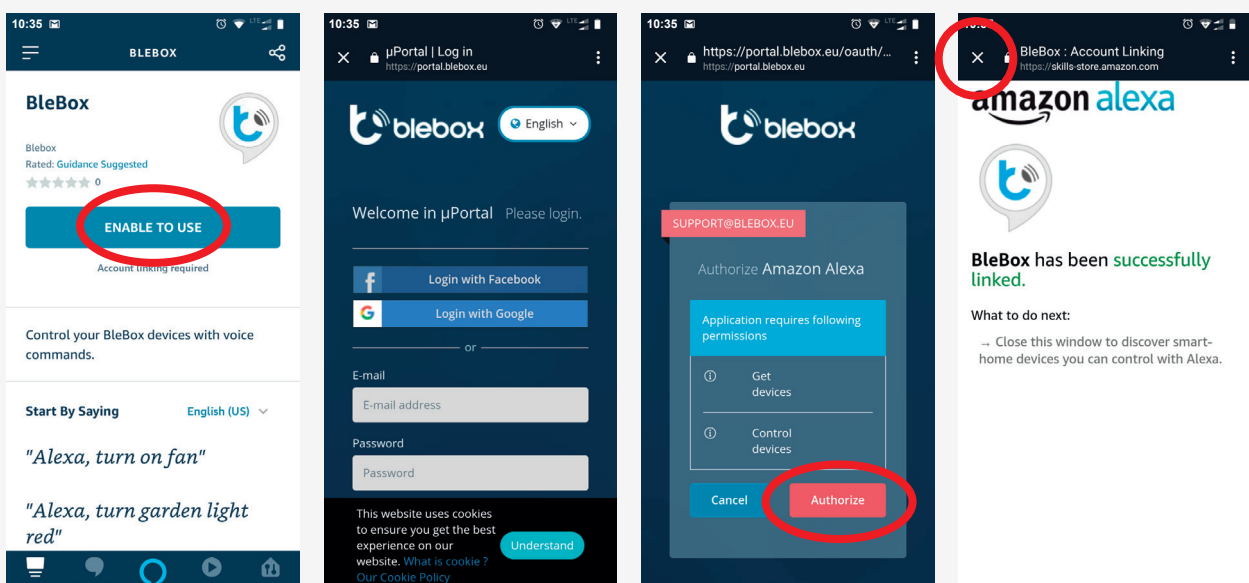 10:35
LTE
BLEBOX
BleBox
Blebox
Rated: Guidance Suggested
0
ENABLE TO USE
Account linking required
Control your BleBox devices with voice
commands.
Start By Saying
English (US)
"Alexa, turn on fan"
"Alexa, turn garden light
red"
10:35
LTE
µPortal | Log in
https://portal.blebox.eu
blebox
English
Welcome in µPortal Please login.
Login with Facebook
Login with Google
or
E-mail
E-mail address
Password
Password
This website uses cookies
to ensure you get the best
experience on our
website. What is cookie ?
Our Cookie Policy
Understand
10:35
LTE
https://portal.blebox.eu/oauth/...
https://portal.blebox.eu
blebox
SUPPORT@BLEBOX.EU
Authorize Amazon Alexa
Application requires following
permissions
Get
devices
Control
devices
Cancel
Authorize
BleBox : Account Linking
https://skills-store.amazon.com
amazon alexa
BleBox has been successfully
linked.
What to do next:
→ Close this window to discover smart-
home devices you can control with Alexa.